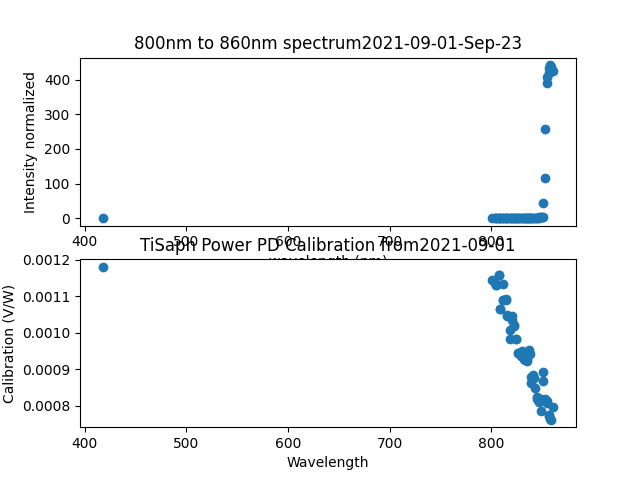 800nm to 860nm spectrum2021-09-01-Sep-23
Intensity normalized
400
300
200
100
0
400 500 600 700 800
wavelength (nm)
TiSaph Power PD Calibration from2021-09-01
Calibration (V/W)
0.0012
0.0011
0.0010
0.0009
0.0008
400 500 600 700 800
Wavelength